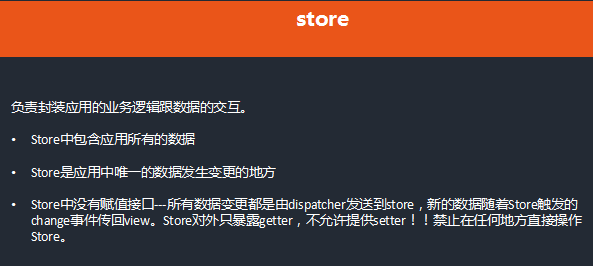 store
负责封装应用的业务逻辑跟数据的交互。
• Store中包含应用所有的数据
• Store是应用中唯一的数据发生变更的地方
• Store中没有赋值接口---所有数据变更都是由dispatcher发送到store，新的数据随着Store触发的
change事件传回view。Store对外只暴露getter，不允许提供setter！！禁止在任何地方直接操作
Store。